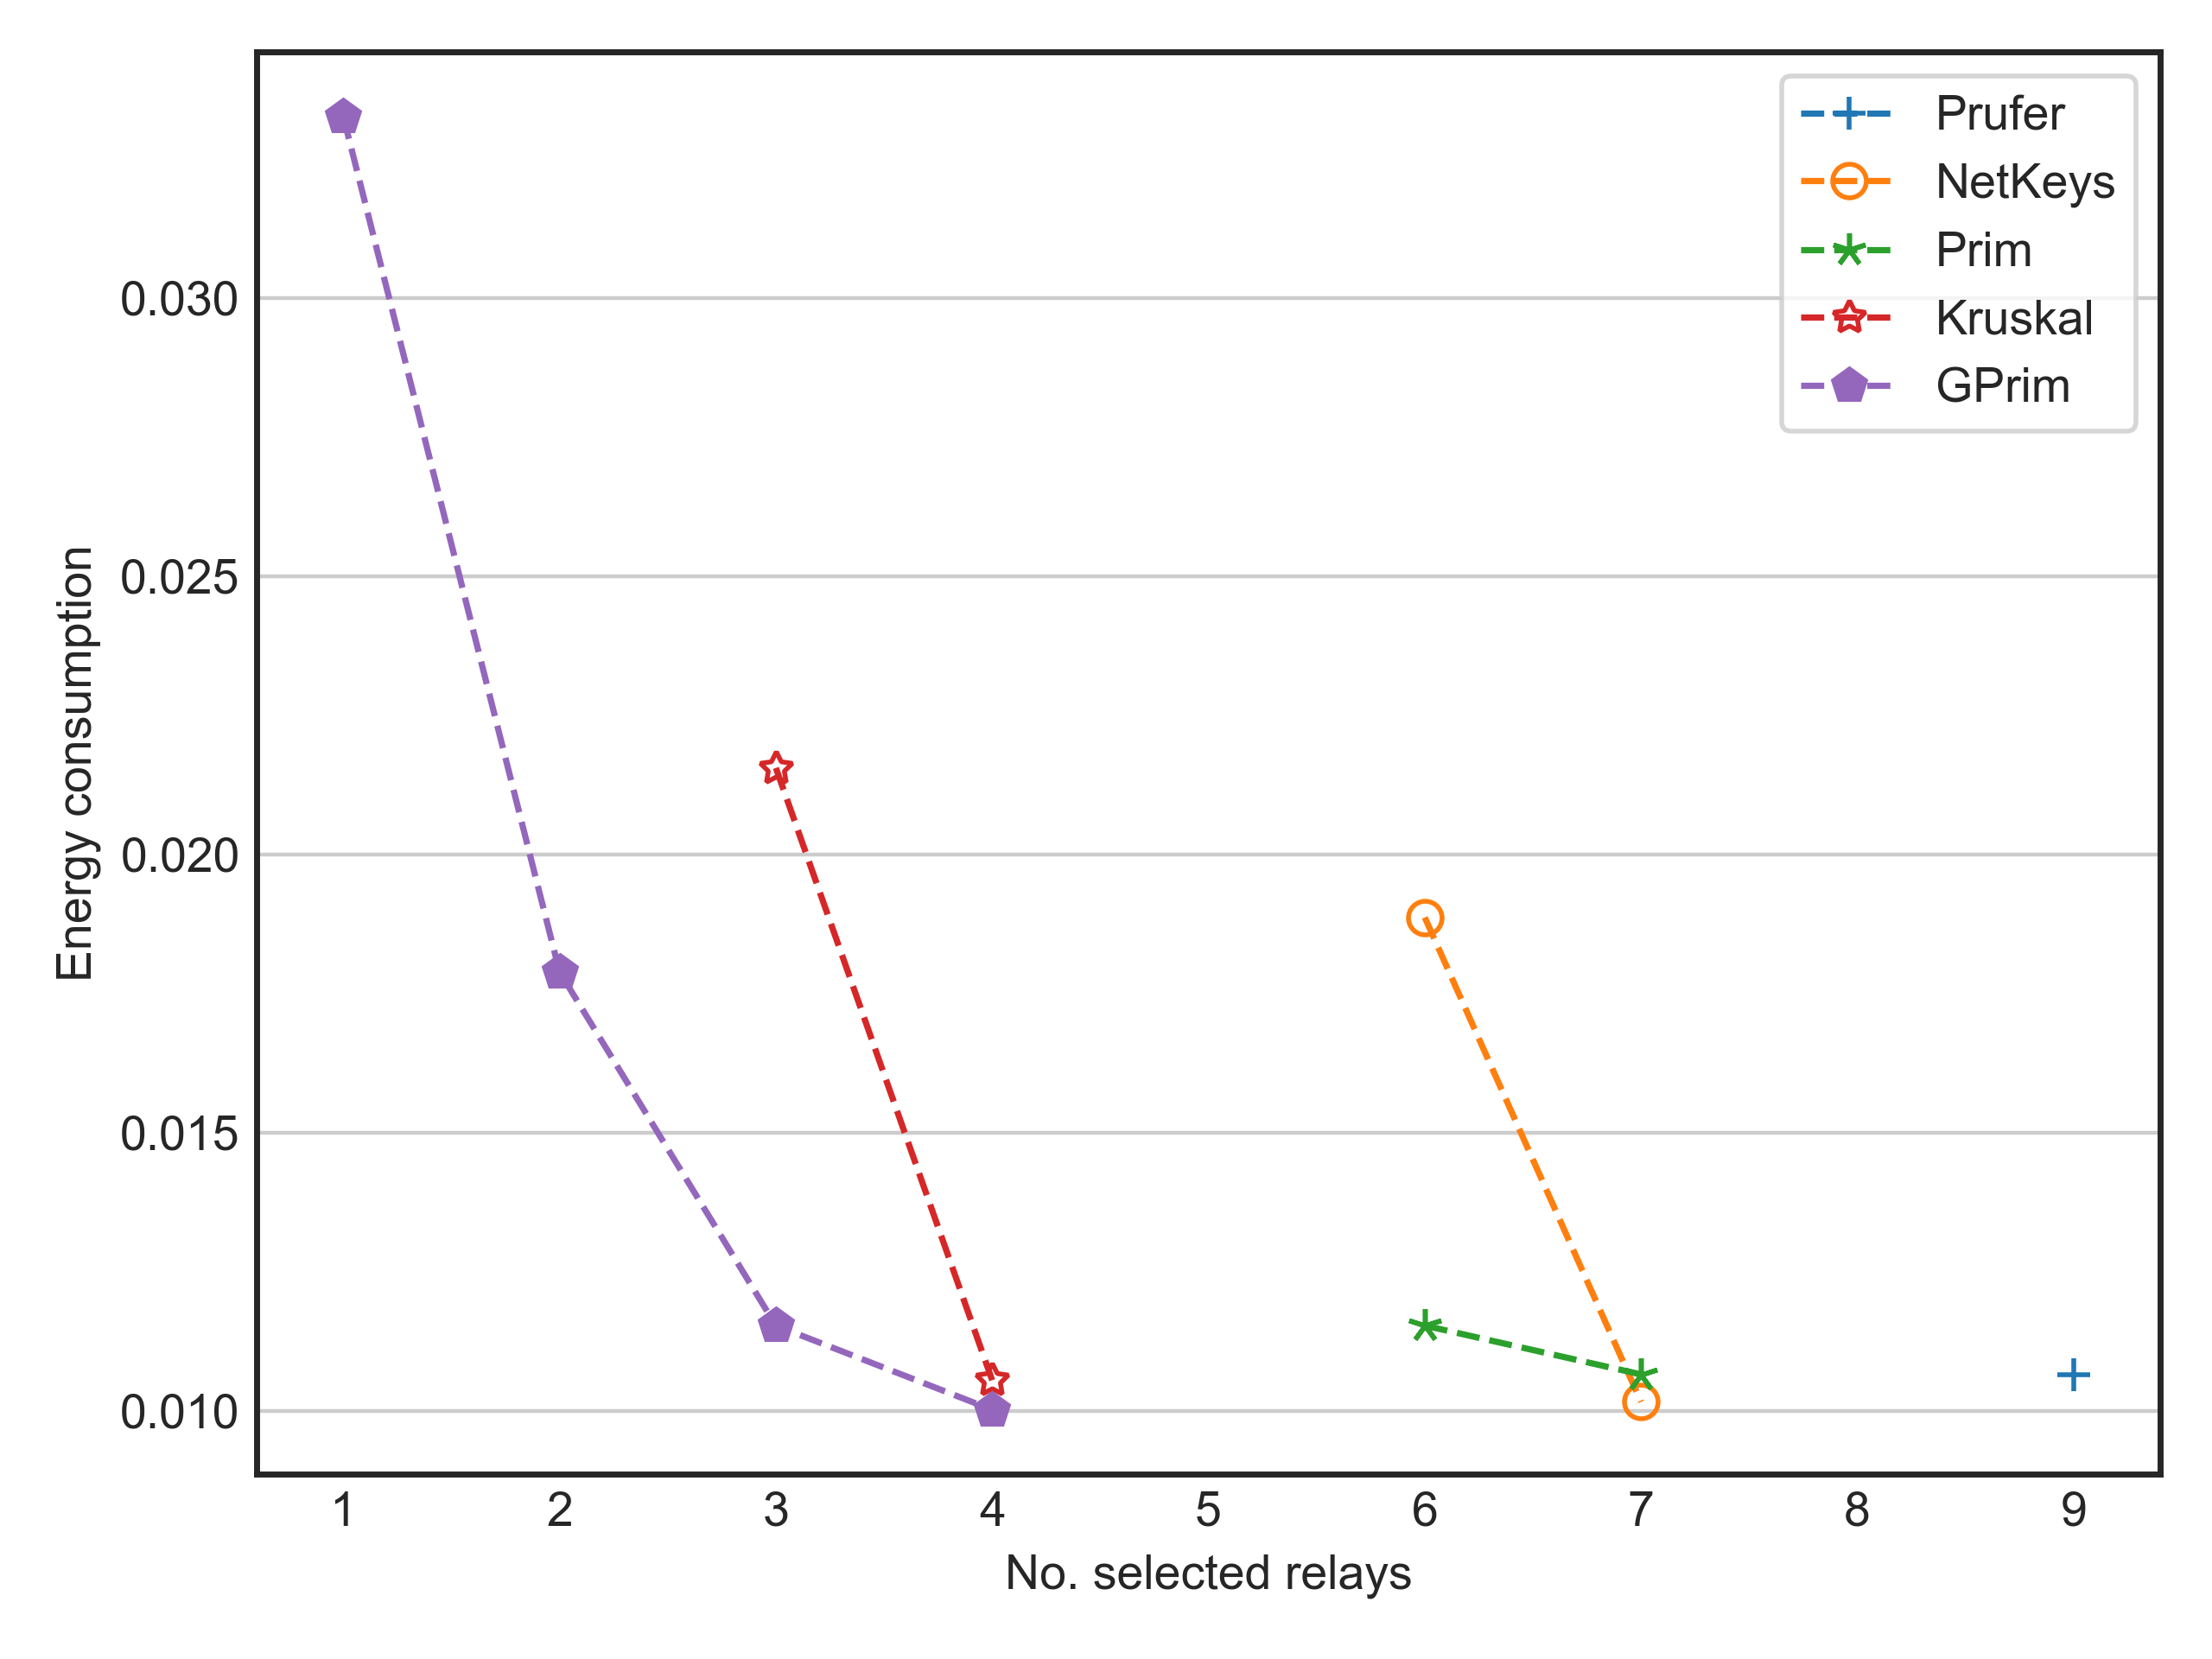 Prufer
NetKeys
Prim
Kruskal
GPrim
0.030
0.025
0.020
0.015
0.010
Energy consumption
1 2 3 4 5 6 7 8 9
No. selected relays